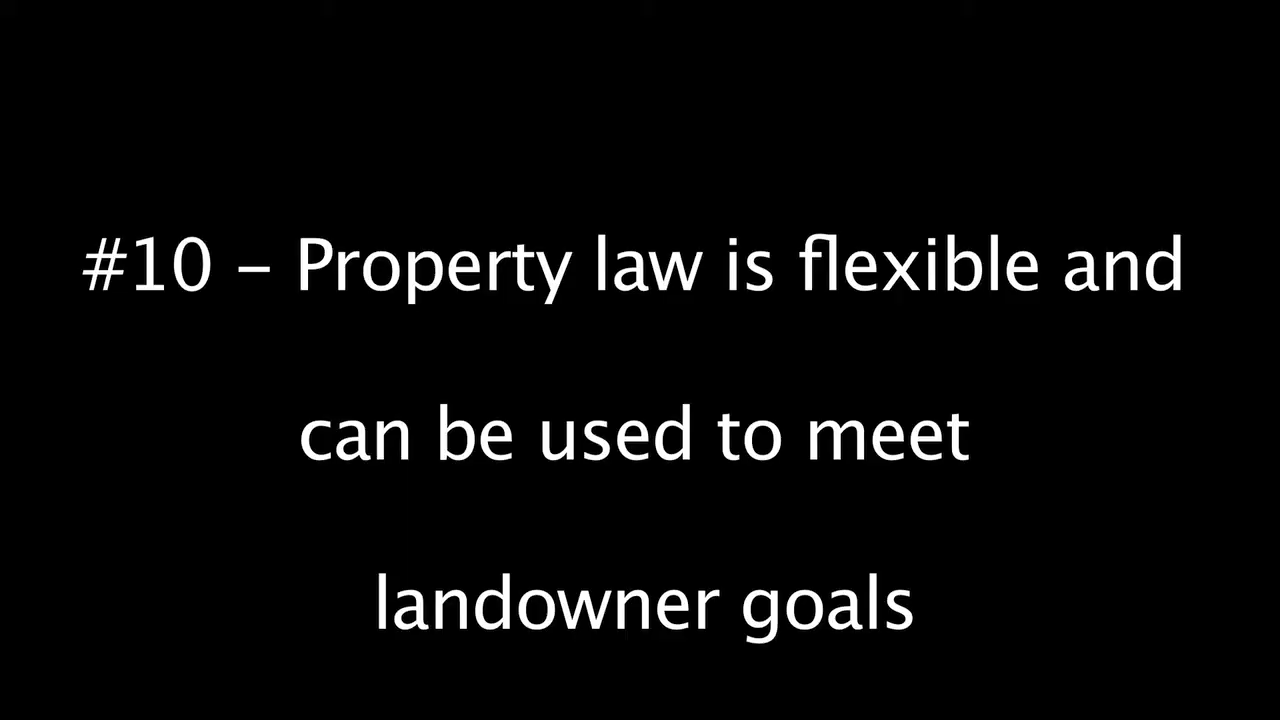 #10 – Property law is flexible and
can be used to meet
landowner goals